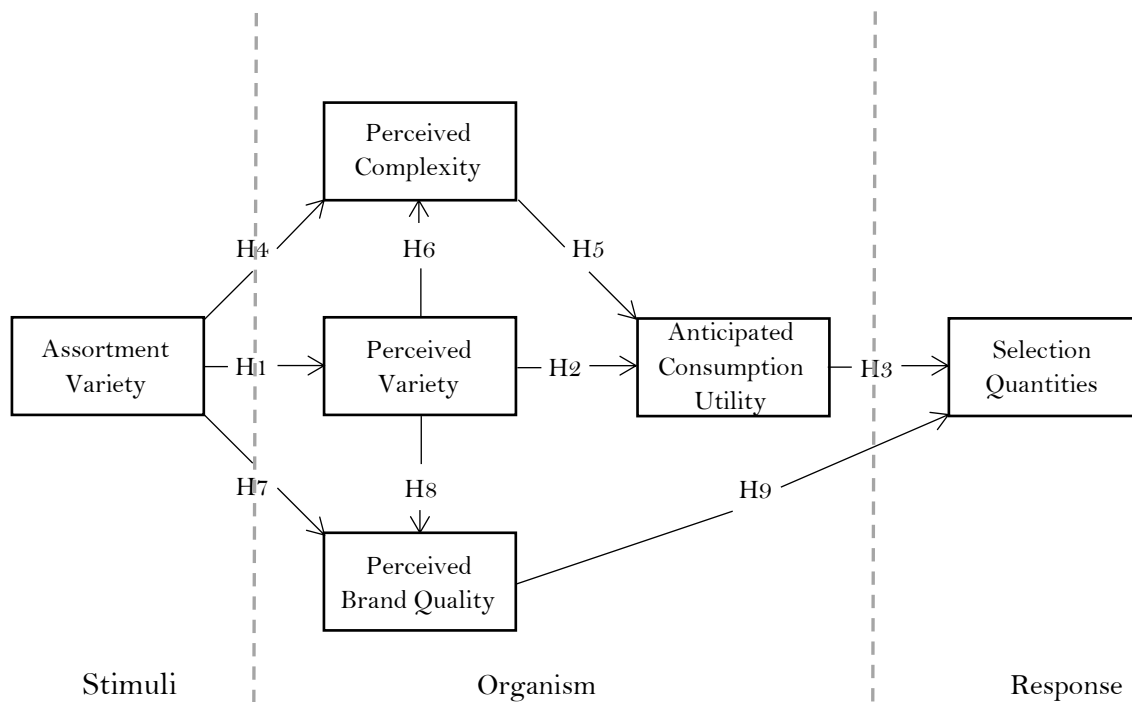 Perceived
Complexity
H4
H6
H5
Assortment
Variety
H1
Perceived
Variety
H2
Anticipated
Consumption
Utility
H3
Selection
Quantities
H7
H8
H9
Perceived
Brand Quality
Stimuli
Organism
Response